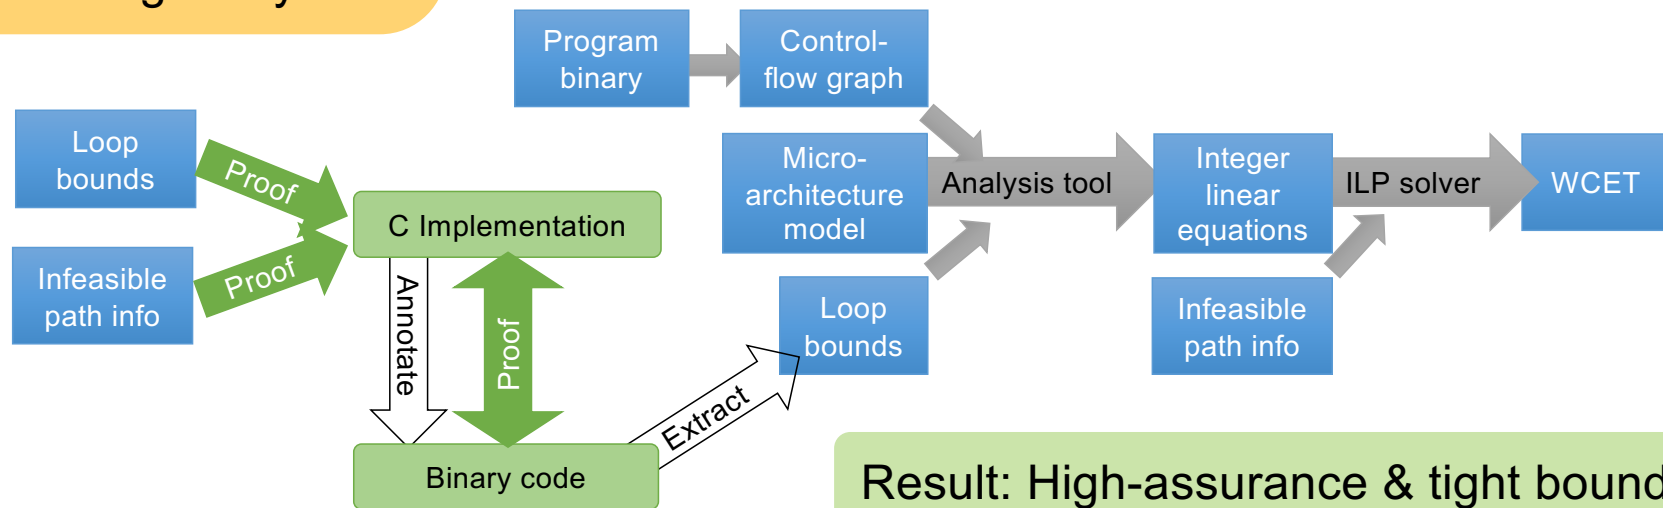 Program
binary
Control-
flow graph
Loop
bounds
Proof
Infeasible
path info
Proof
C Implementation
Annotate
Proof
Binary code
Extract
Micro-
architecture
model
Analysis tool
Loop
bounds
Integer
linear
equations
ILP solver
WCET
Infeasible
path info
Result: High-assurance & tight bound